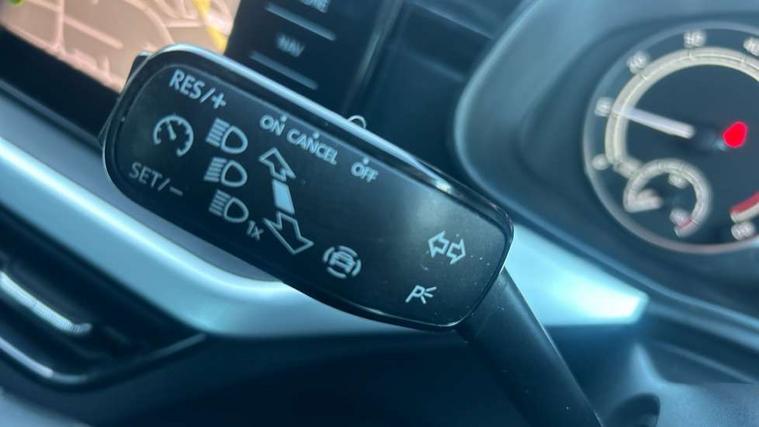 NAV
RES/+
ON CANCEL OFF
SET/-
1x
P